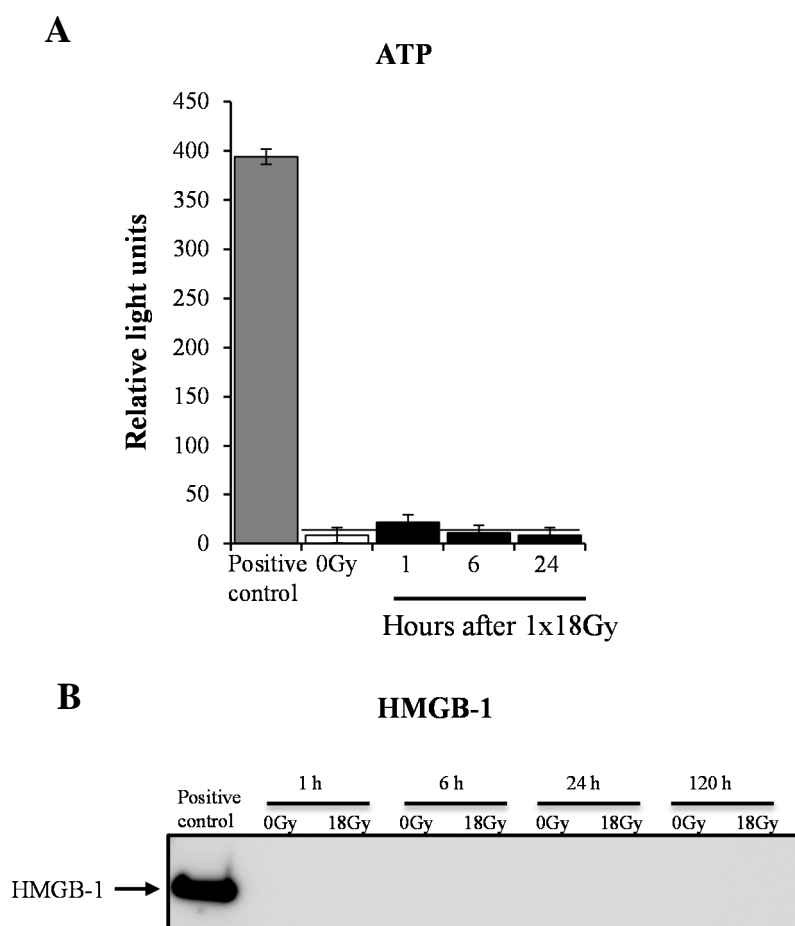 A
ATP
Relative light units
450
400
350
300
250
200
150
100
50
0
Positive control
0Gy
1
6
24
Hours after 1x18Gy
B
HMGB-1
1 h
6 h
24 h
120 h
Positive control
0Gy 18Gy 0Gy 18Gy 0Gy 18Gy 0Gy 18Gy
HMGB-1